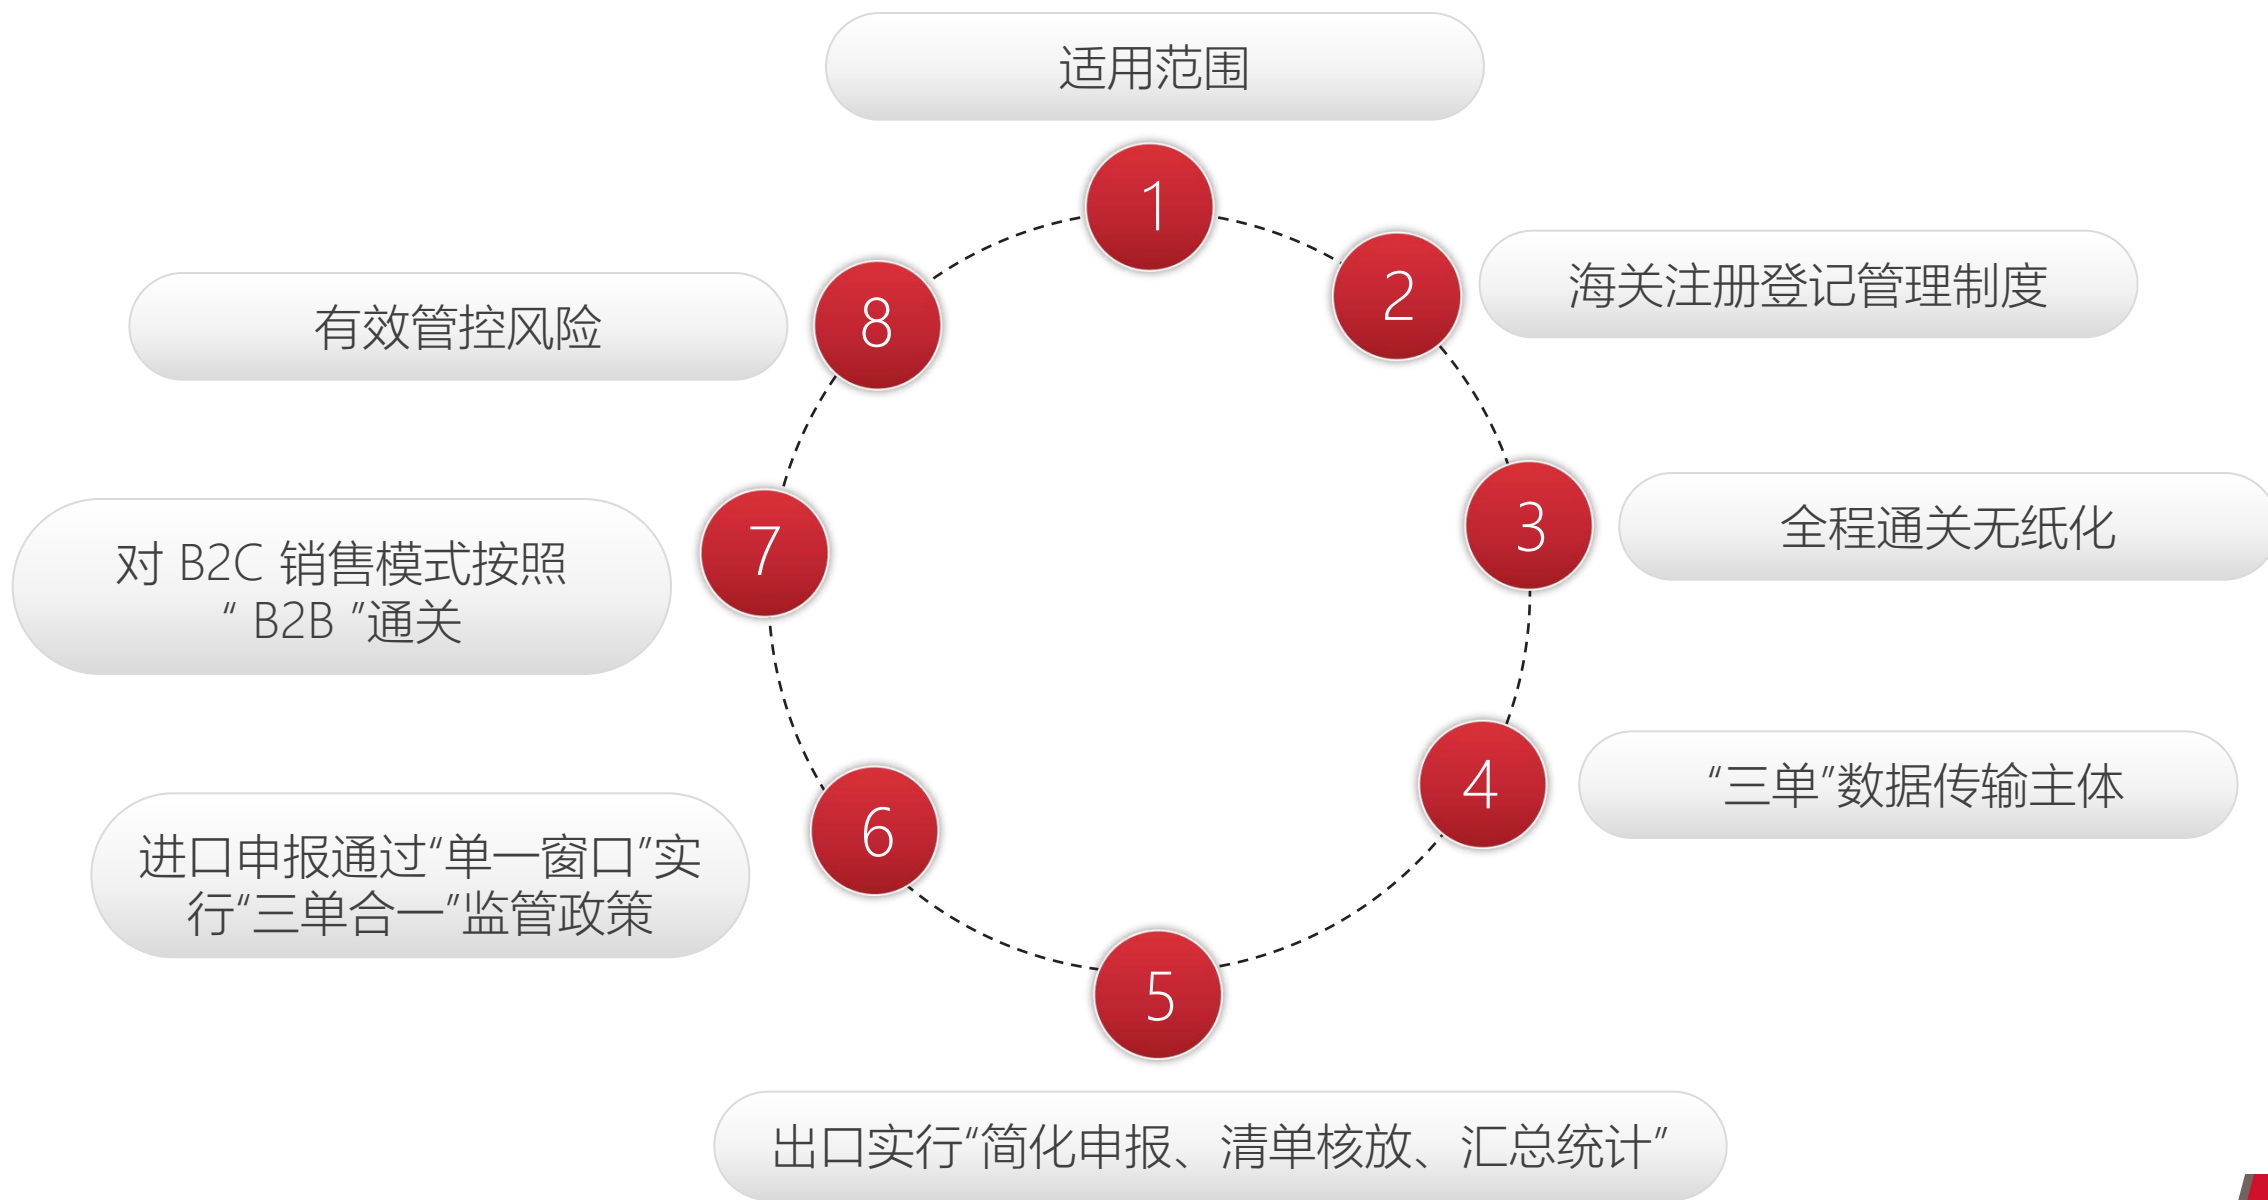 适用范围
1
2
海关注册登记管理制度
3
全程通关无纸化
4
“三单”数据传输主体
5
出口实行“简化申报、清单核放、汇总统计”
6
进口申报通过“单一窗口”实
行“三单合一”监管政策
7
对 B2C 销售模式按照
“ B2B ”通关
8
有效管控风险